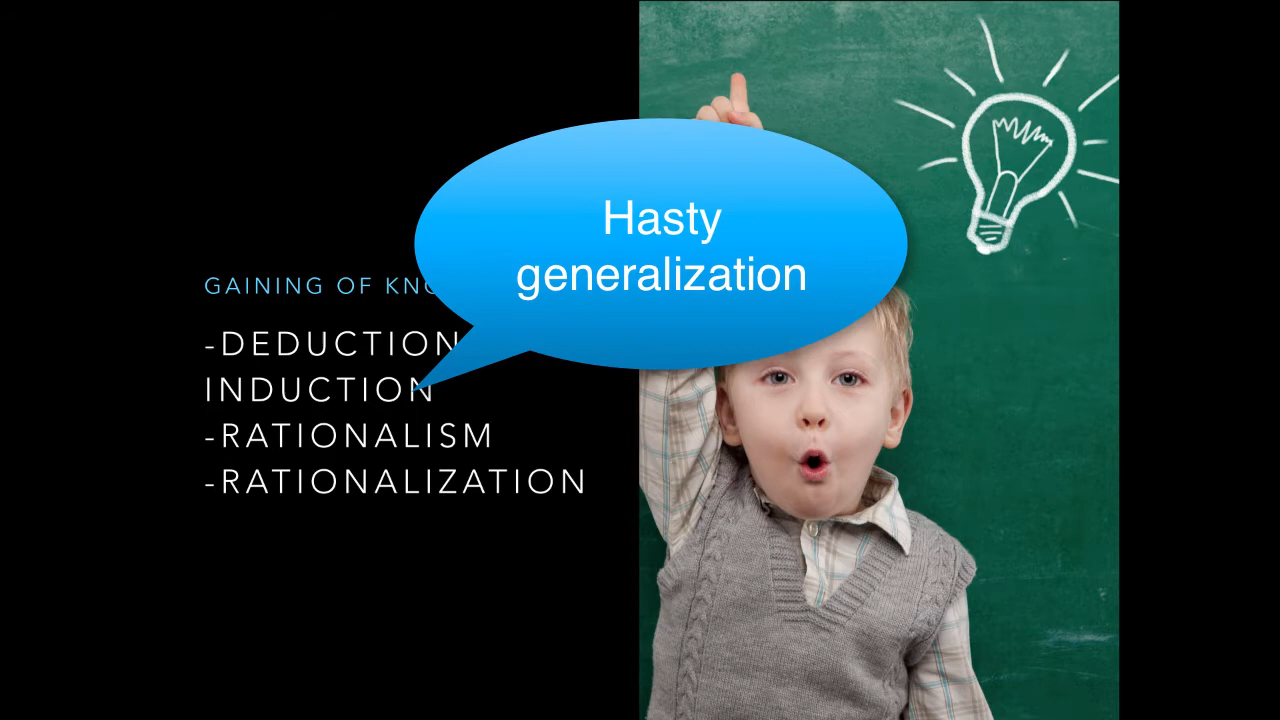 Hasty
generalization
GAINING OF
-DEDUCTION
INDUCTION
-RATIONALISM
-RATIONALIZATION